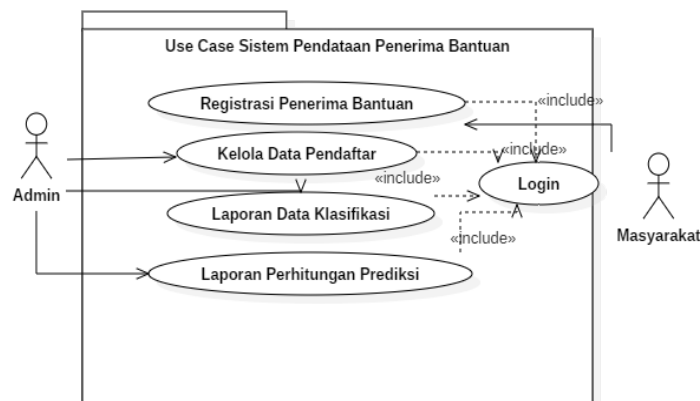 Use Case Sistem Pendataan Penerima Bantuan
Registrasi Penerima Bantuan
«include»
Kelola Data Pendaftar
«include»
Admin
«include»
Login
Laporan Data Klasifikasi
Masyarakat
«include»
Laporan Perhitungan Prediksi